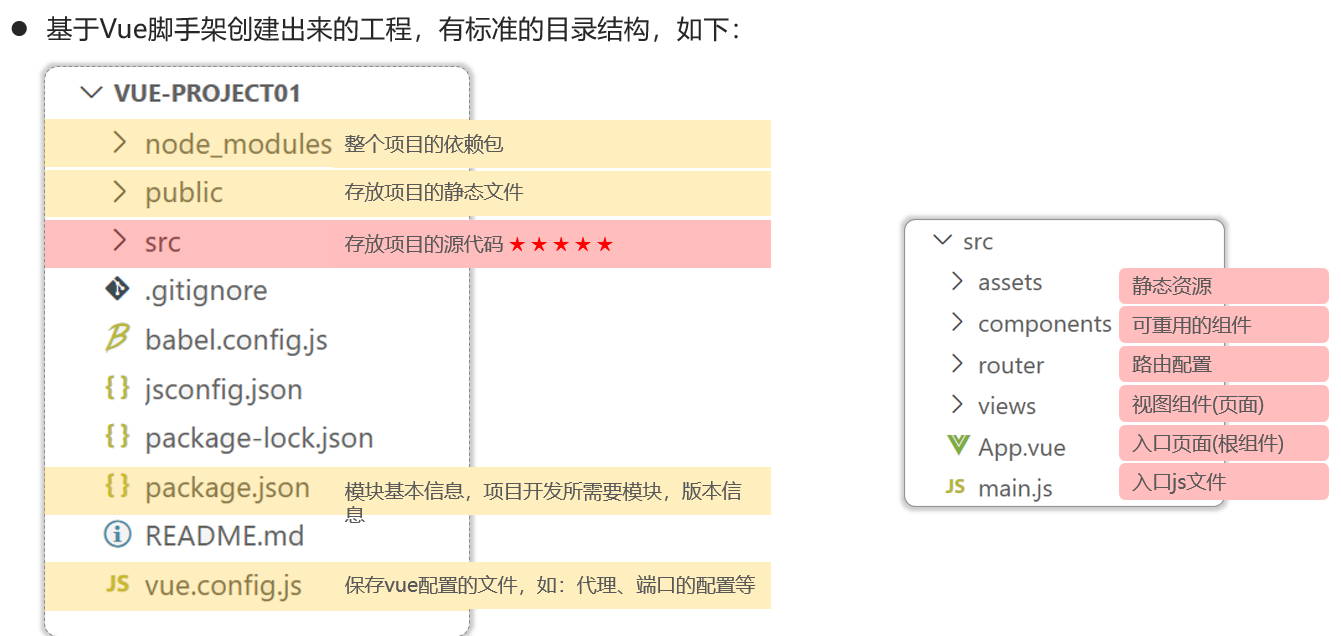 ● 基于Vue脚手架创建出来的工程，有标准的目录结构，如下：
VUE-PROJECT01
node_modules 整个项目的依赖包
public 存放项目的静态文件
src 存放项目的源代码 ★★★★★
.gitignore
babel.config.js
jsconfig.json
package-lock.json
package.json 模块基本信息，项目开发所需要模块，版本信
息
README.md
JS vue.config.js 保存vue配置的文件，如：代理、端口的配置等
src
assets 静态资源
components 可重用的组件
router 路由配置
views 视图组件(页面)
App.vue 入口页面(根组件)
JS main.js 入口js文件